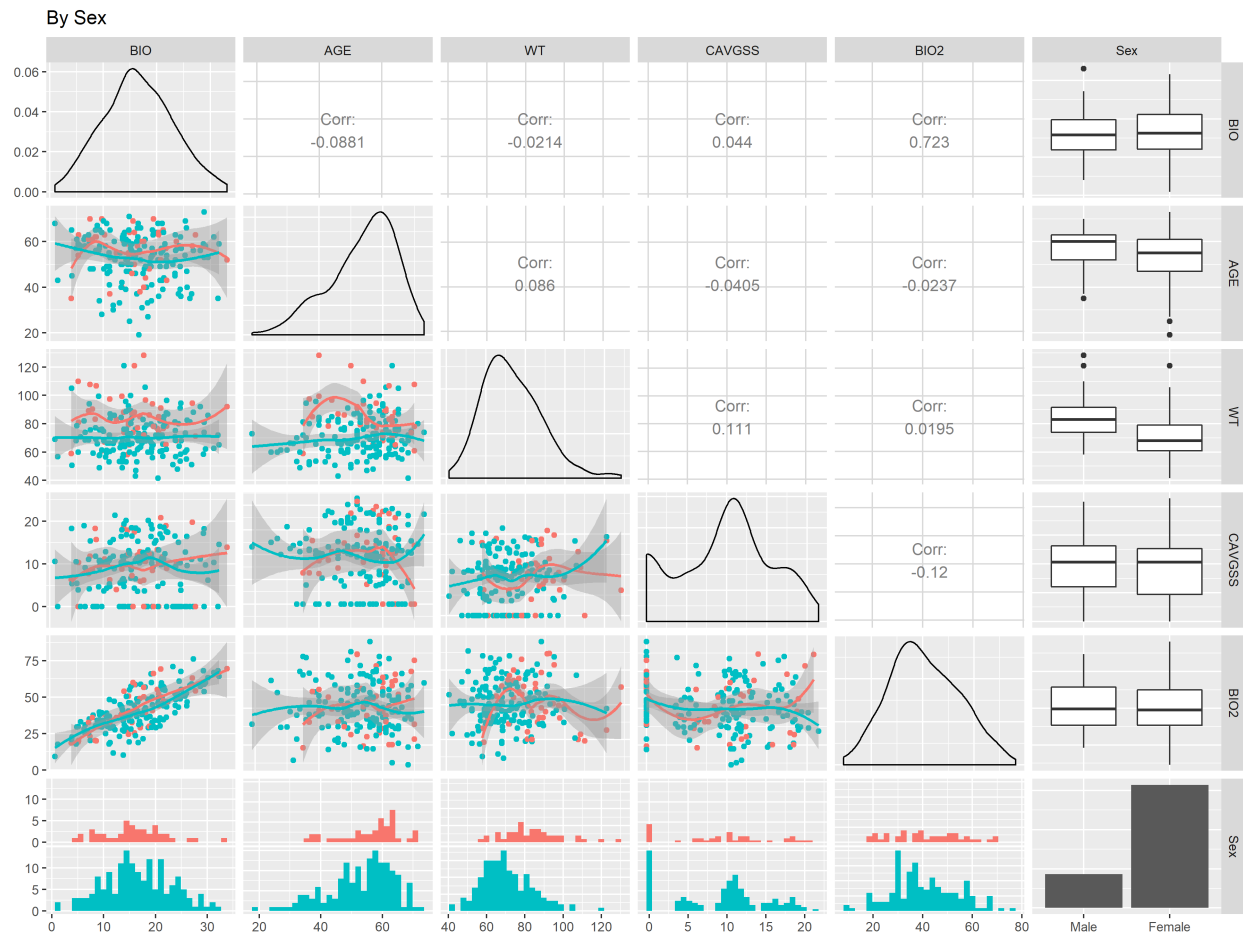 By Sex
BIO AGE WT CAVGSS BIO2 Sex
0.06
0.04
0.02
0.00
Corr: Corr: Corr: Corr:
-0.0881 -0.0214 0.044 0.723
BIO
60
40
20
Corr: Corr: Corr:
0.086 -0.0405 -0.0237
AGE
120
100
80
60
40
Corr: Corr:
0.111 0.0195
WT
20
10
0
Corr:
-0.12
CAVGSS
75
50
25
0
BIO2
10
5
0
10
5
0
Sex
0 10 20 30 20 40 60 40 60 80 100 120 0 5 10 15 20 0 20 40 60 80 Male Female